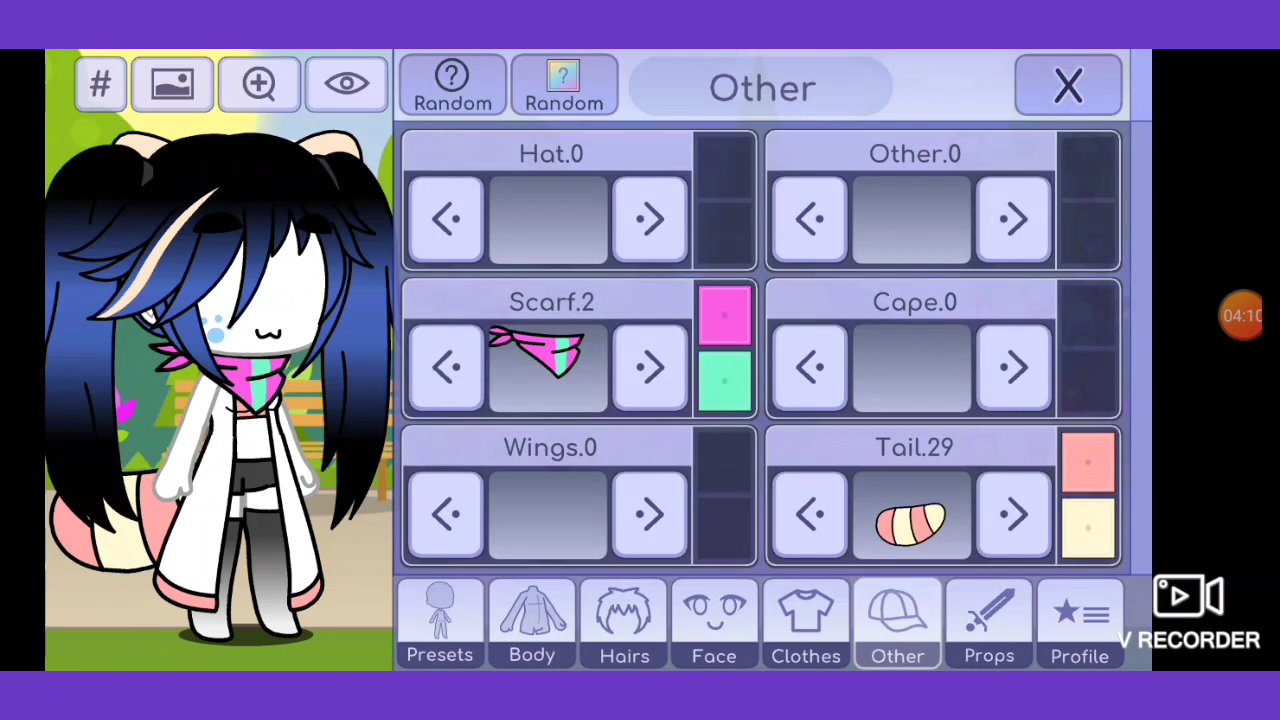 #
?
Random
?
Random
Other
X
Hat.0
Other.0
Scarf.2
Cape.0
Wings.0
Tail.29
04:10
Presets
Body
Hairs
Face
Clothes
Other
Props
Profile
V RECORDER